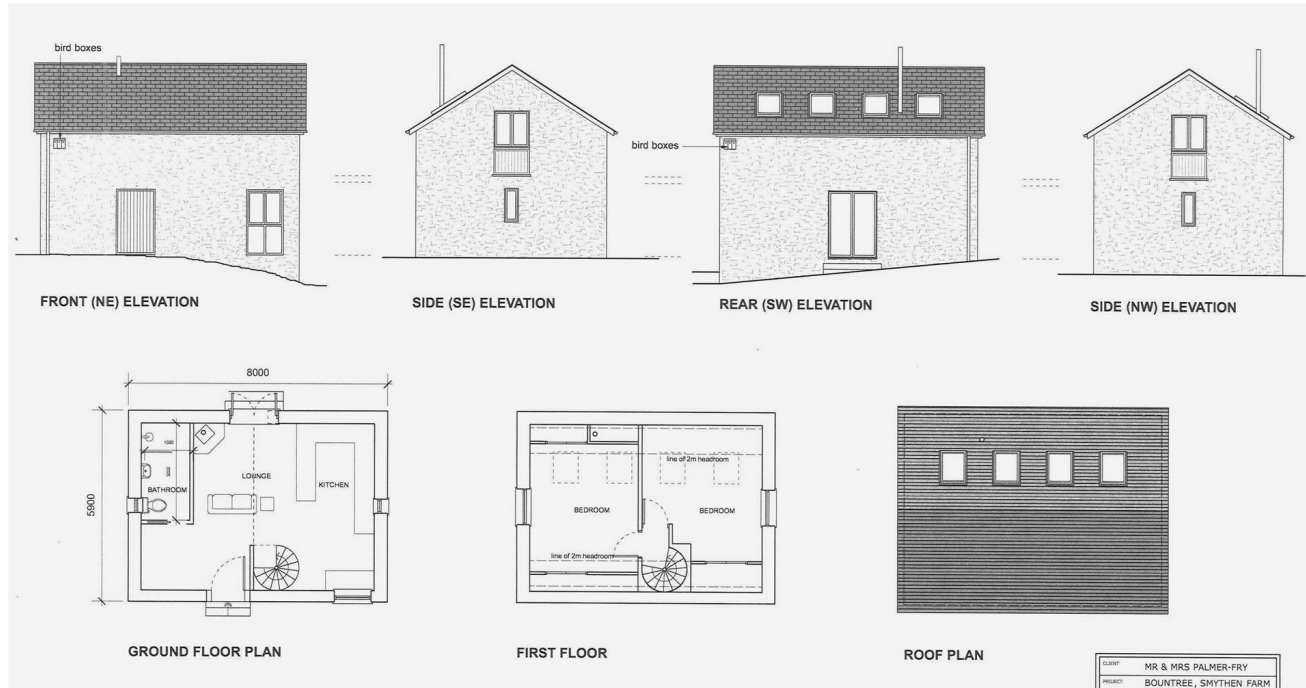 bird boxes
bird boxes
FRONT (NE) ELEVATION
SIDE (SE) ELEVATION
REAR (SW) ELEVATION
SIDE (NW) ELEVATION
8000
5900
1500
BATHROOM
LOUNGE
KITCHEN
line of 2m headroom
BEDROOM
BEDROOM
line of 2m headroom
GROUND FLOOR PLAN
FIRST FLOOR
ROOF PLAN
CLIENT: MR & MRS PALMER-FRY
PROJECT: BOUNTREE, SMYTHEN FARM